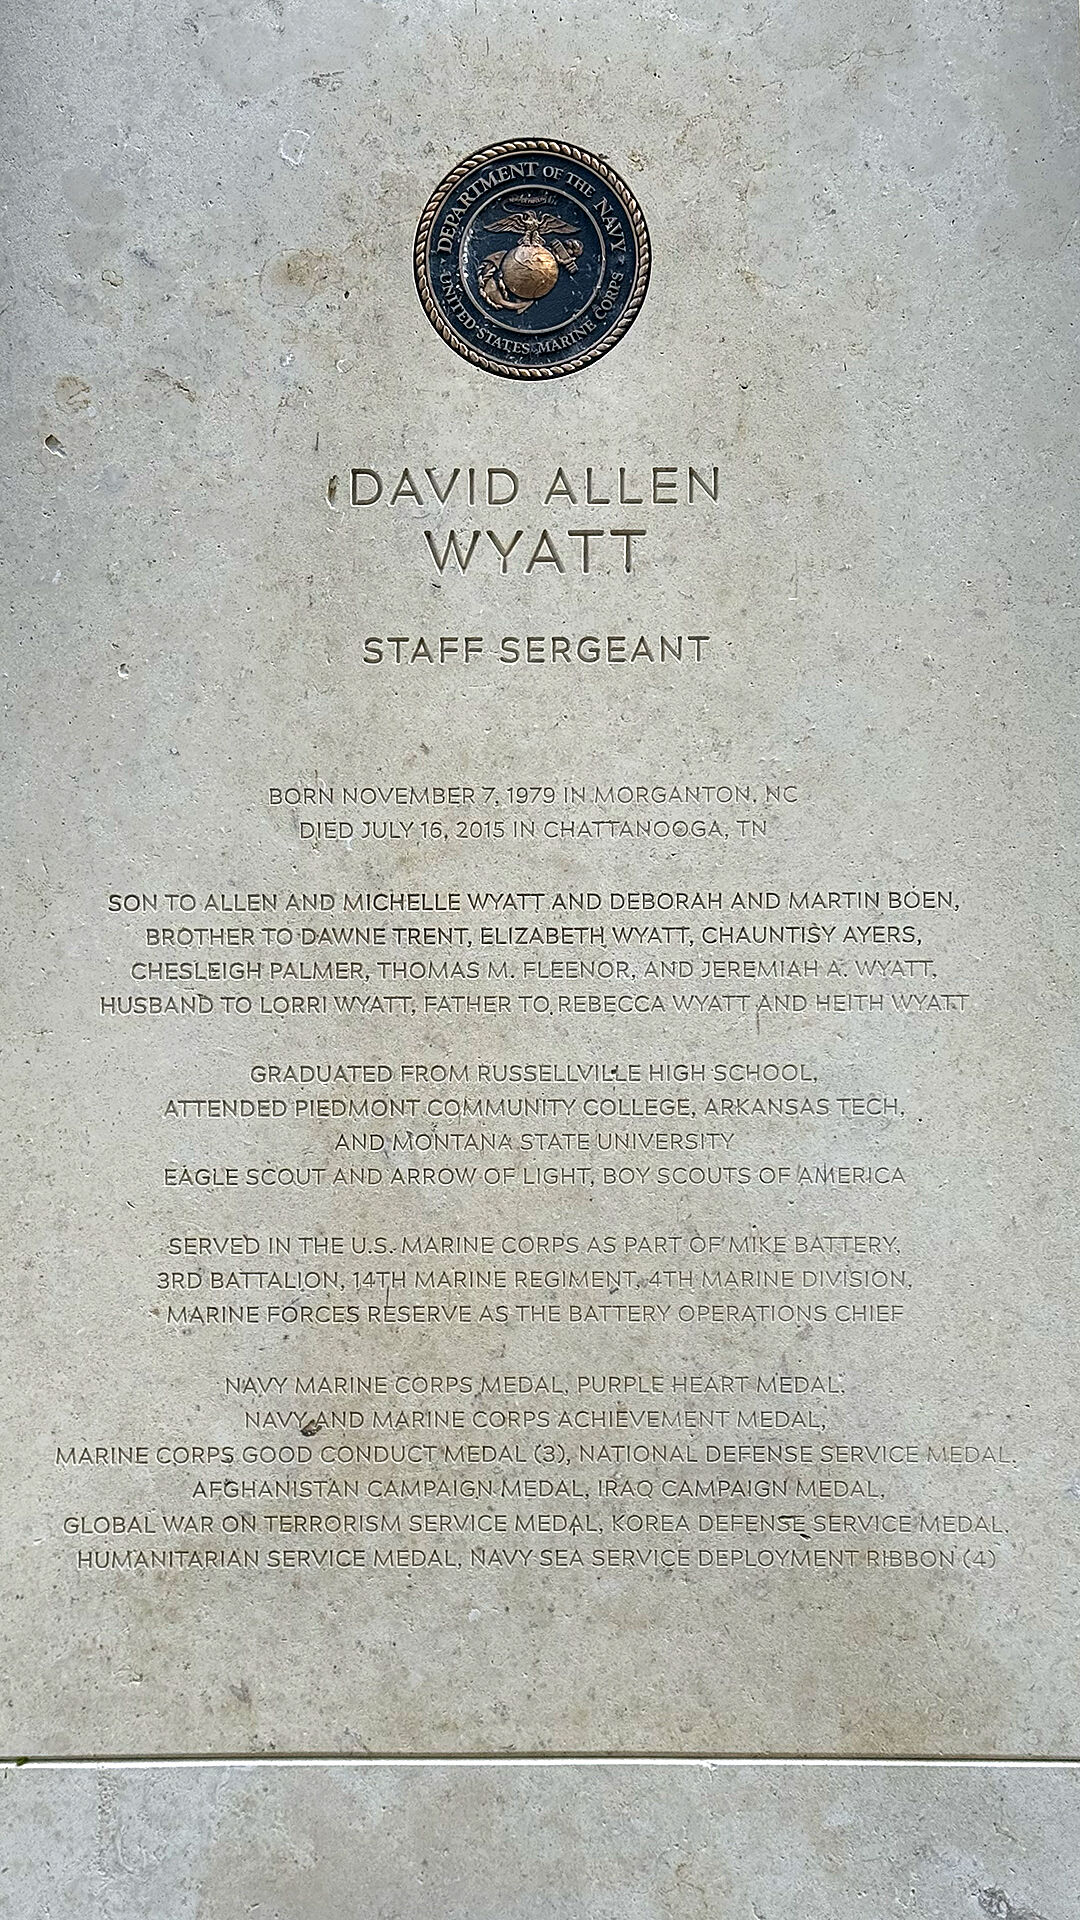 DEPARTMENT OF THE NAVY
UNITED STATES MARINE CORPS
DAVID ALLEN
WYATT
STAFF SERGEANT
BORN NOVEMBER 7, 1979 IN MORGANTON, NC
DIED JULY 16, 2015 IN CHATTANOOGA, TN
SON TO ALLEN AND MICHELLE WYATT AND DEBORAH AND MARTIN BOEN,
BROTHER TO DAWNE TRENT, ELIZABETH WYATT, CHAUNTISY AYERS,
CHESLEIGH PALMER, THOMAS M. FLEENOR, AND JEREMIAH A. WYATT,
HUSBAND TO LORRI WYATT, FATHER TO REBECCA WYATT AND HEITH WYATT
GRADUATED FROM RUSSELLVILLE HIGH SCHOOL,
ATTENDED PIEDMONT COMMUNITY COLLEGE, ARKANSAS TECH,
AND MONTANA STATE UNIVERSITY
EAGLE SCOUT AND ARROW OF LIGHT, BOY SCOUTS OF AMERICA
SERVED IN THE U.S. MARINE CORPS AS PART OF MIKE BATTERY,
3RD BATTALION, 14TH MARINE REGIMENT, 4TH MARINE DIVISION,
MARINE FORCES RESERVE AS THE BATTERY OPERATIONS CHIEF
NAVY MARINE CORPS MEDAL, PURPLE HEART MEDAL,
NAVY AND MARINE CORPS ACHIEVEMENT MEDAL,
MARINE CORPS GOOD CONDUCT MEDAL (3), NATIONAL DEFENSE SERVICE MEDAL,
AFGHANISTAN CAMPAIGN MEDAL, IRAQ CAMPAIGN MEDAL,
GLOBAL WAR ON TERRORISM SERVICE MEDAL, KOREA DEFENSE SERVICE MEDAL,
HUMANITARIAN SERVICE MEDAL, NAVY SEA SERVICE DEPLOYMENT RIBBON (4)